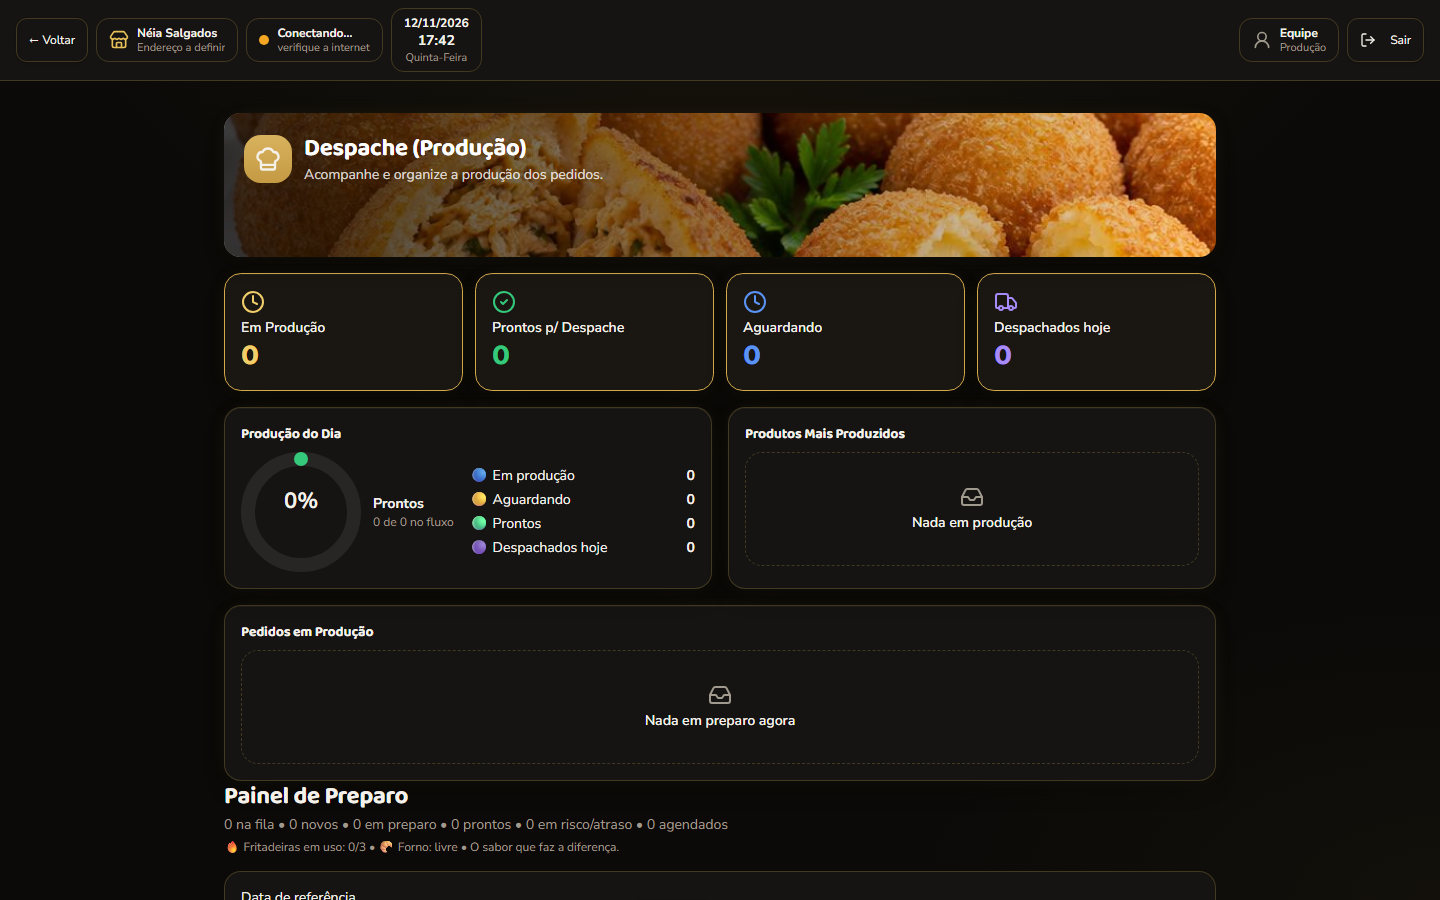 ← Voltar
Néia Salgados
Endereço a definir
Conectando...
verifique a internet
12/11/2026
17:42
Quinta-Feira
Equipe
Produção
Sair
Despache (Produção)
Acompanhe e organize a produção dos pedidos.
Em Produção
0
Prontos p/ Despache
0
Aguardando
0
Despachados hoje
0
Produção do Dia
0%
Prontos
0 de 0 no fluxo
Em produção 0
Aguardando 0
Prontos 0
Despachados hoje 0
Produtos Mais Produzidos
Nada em produção
Pedidos em Produção
Nada em preparo agora
Painel de Preparo
0 na fila • 0 novos • 0 em preparo • 0 prontos • 0 em risco/atraso • 0 agendados
🔥 Fritadeiras em uso: 0/3 • 🥐 Forno: livre • O sabor que faz a diferença.
Data de referência